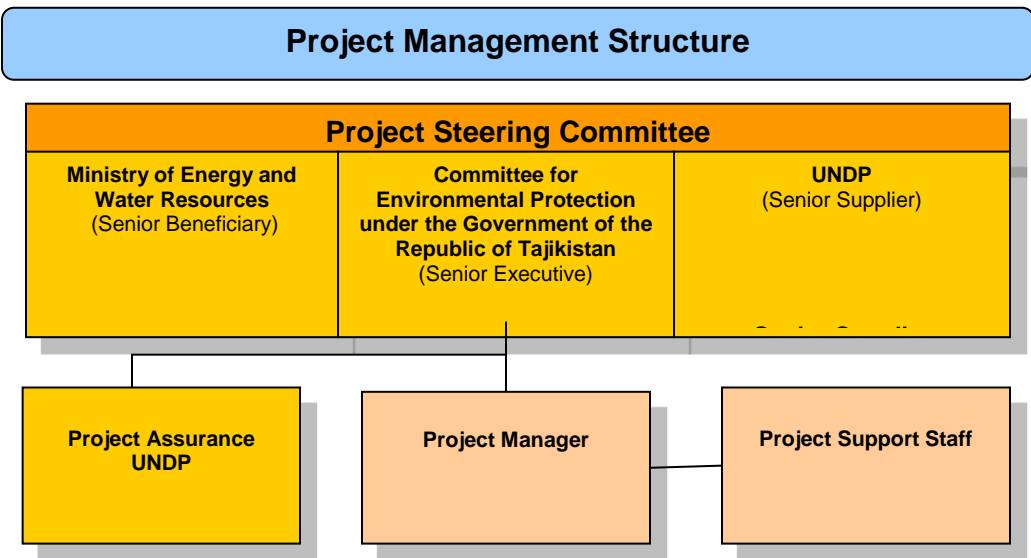 Project Management Structure
Project Steering Committee
Ministry of Energy and
Water Resources
(Senior Beneficiary)
Committee for
Environmental Protection
under the Government of the
Republic of Tajikistan
(Senior Executive)
UNDP
(Senior Supplier)
Project Assurance
UNDP
Project Manager
Project Support Staff